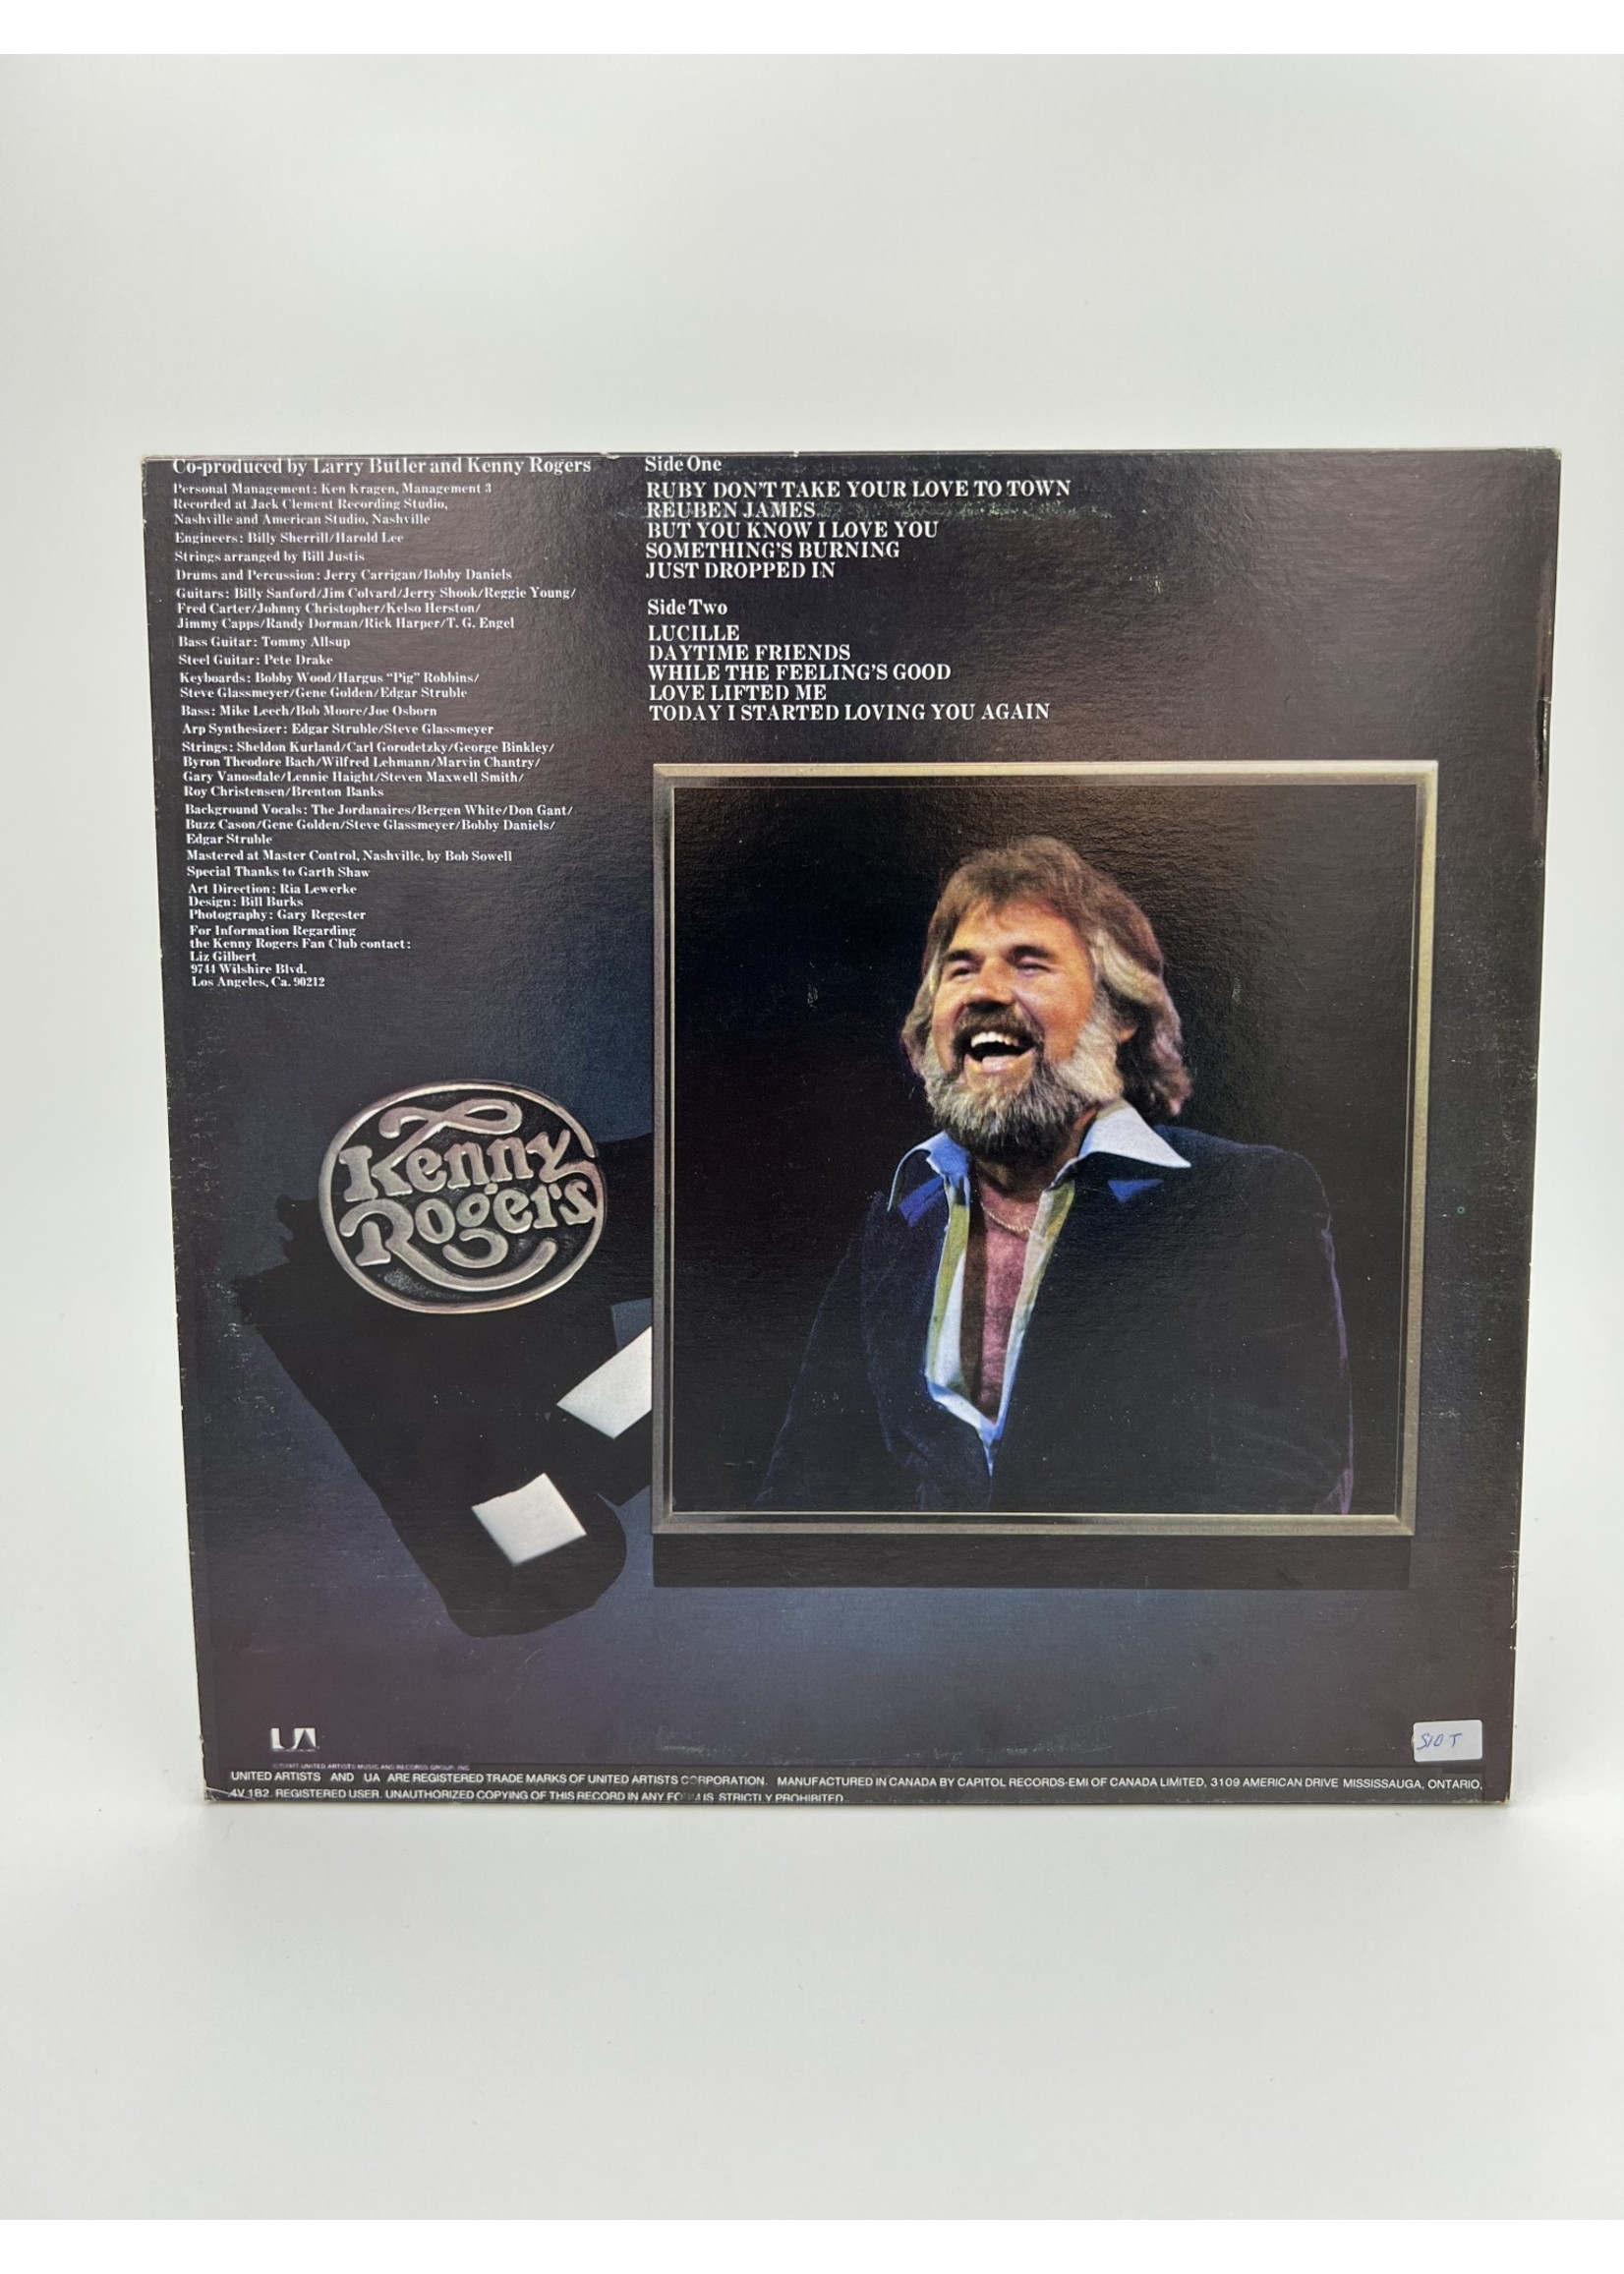 Co-produced by Larry Butler and Kenny Rogers
Personal Management: Ken Kragen, Management 3
Recorded at Jack Clement Recording Studio,
Nashville and American Studio, Nashville
Engineers: Billy Sherrill/Harold Lee
Strings arranged by Bill Justis
Drums and Percussion: Jerry Carrigan/Bobby Daniels
Guitars: Billy Sanford/Jim Colvard/Jerry Shook/Reggie Young/
Fred Carter/Johnny Christopher/Kelso Herston/
Jimmy Capps/Randy Dorman/Rick Harper/T. G. Engel
Bass Guitar: Tommy Allsup
Steel Guitar: Pete Drake
Keyboards: Bobby Wood/Hargus "Pig" Robbins/
Steve Glassmeyer/Gene Golden/Edgar Struble
Bass: Mike Leech/Bob Moore/Joe Osborn
Arp Synthesizer: Edgar Struble/Steve Glassmeyer
Strings: Sheldon Kurland/Carl Gorodetzky/George Binkley/
Byron Theodore Bach/Wilfred Lehmann/Marvin Chantry/
Gary Vanosdale/Lennie Haight/Steven Maxwell Smith/
Roy Christensen/Brenton Banks
Background Vocals: The Jordanaires/Bergen White/Don Gant/
Buzz Cason/Gene Golden/Steve Glassmeyer/Bobby Daniels/
Edgar Struble
Mastered at Master Control, Nashville, by Bob Sowell
Special Thanks to Garth Shaw
Art Direction: Ria Lewerke
Design: Bill Burks
Photography: Gary Regester
For Information Regarding
the Kenny Rogers Fan Club contact:
Liz Gilbert
9744 Wilshire Blvd.
Los Angeles, Ca. 90212
Side One
RUBY DON'T TAKE YOUR LOVE TO TOWN
REUBEN JAMES
BUT YOU KNOW I LOVE YOU
SOMETHING'S BURNING
JUST DROPPED IN
Side Two
LUCILLE
DAYTIME FRIENDS
WHILE THE FEELING'S GOOD
LOVE LIFTED ME
TODAY I STARTED LOVING YOU AGAIN
Kenny
Rogers
UA
UNITED ARTISTS MUSIC AND RECORDS GROUP, INC
UNITED ARTISTS AND UA ARE REGISTERED TRADE MARKS OF UNITED ARTISTS CORPORATION. MANUFACTURED IN CANADA BY CAPITOL RECORDS-EMI OF CANADA LIMITED, 3109 AMERICAN DRIVE MISSISSAUGA, ONTARIO,
L4V 1B2. REGISTERED USER. UNAUTHORIZED COPYING OF THIS RECORD IN ANY FORM IS STRICTLY PROHIBITED